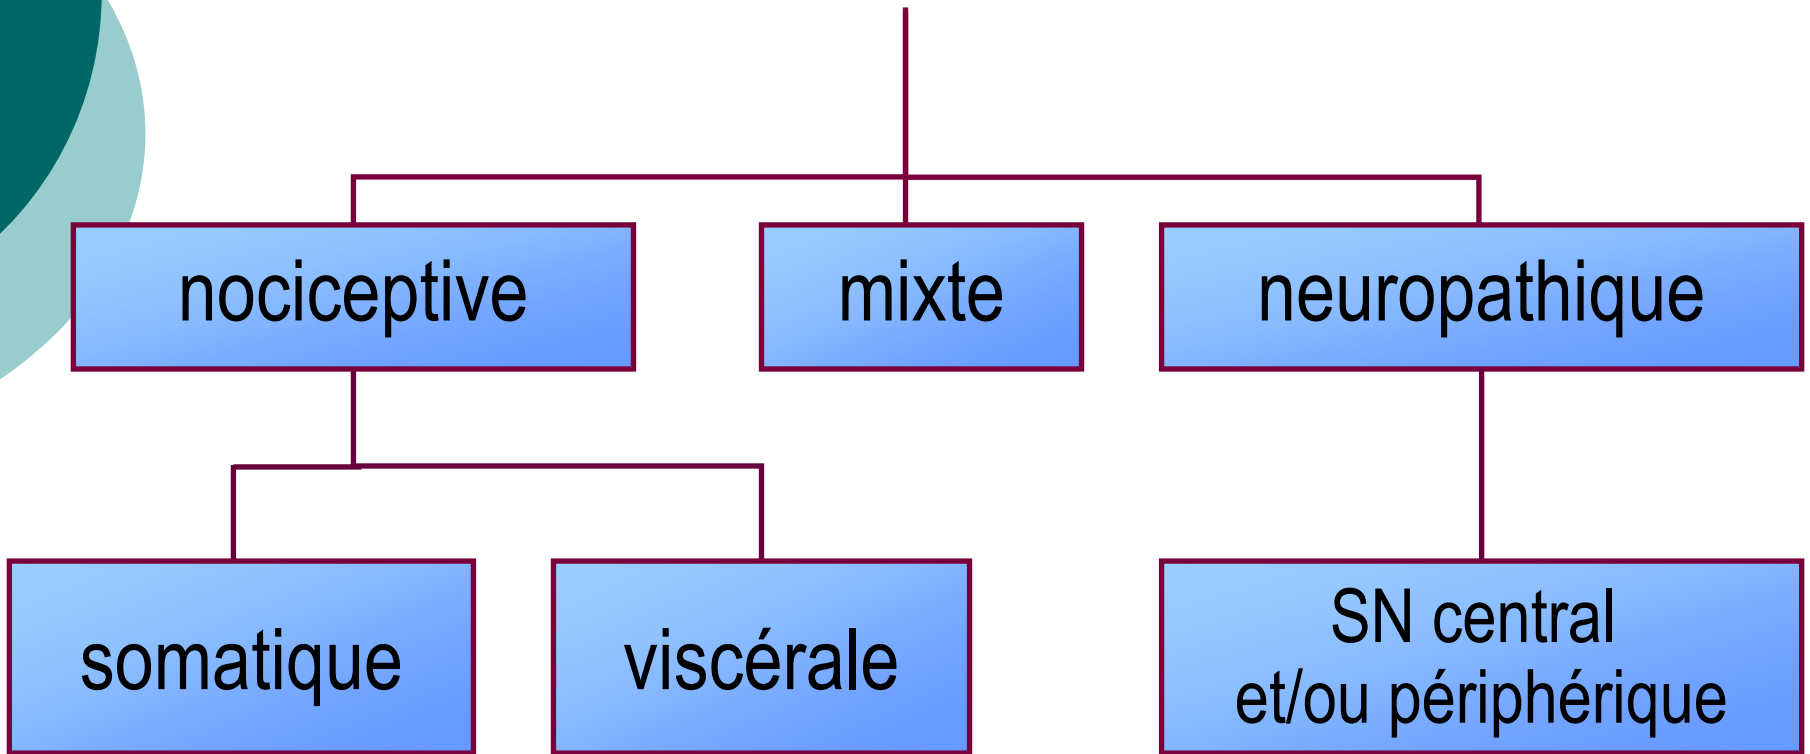 nociceptive
mixte
neuropathique
somatique
viscérale
SN central
et/ou périphérique